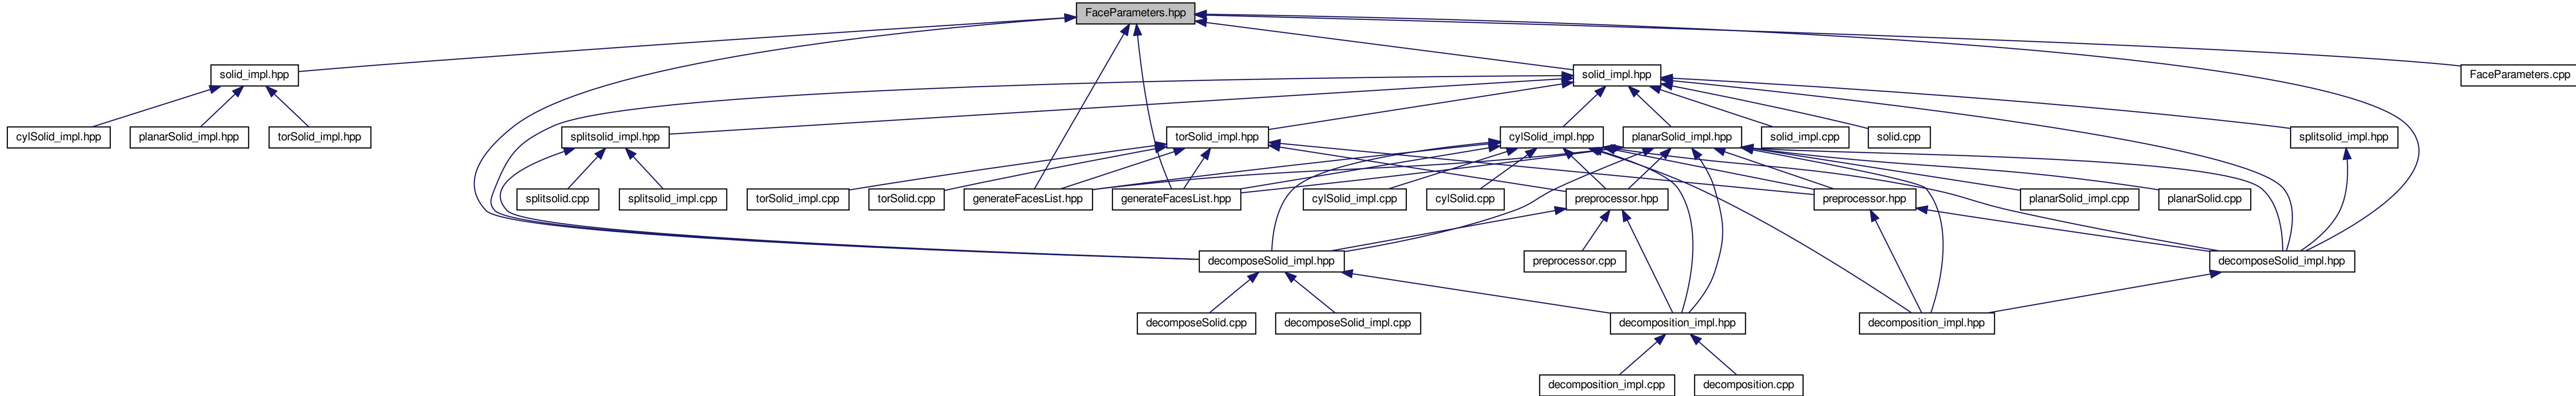 FaceParameters.hpp
solid_impl.hpp
solid_impl.hpp
FaceParameters.cpp
cylSolid_impl.hpp
planarSolid_impl.hpp
torSolid_impl.hpp
splitsolid_impl.hpp
torSolid_impl.hpp
cylSolid_impl.hpp
planarSolid_impl.hpp
solid_impl.cpp
solid.cpp
splitsolid_impl.hpp
splitsolid.cpp
splitsolid_impl.cpp
torSolid_impl.cpp
torSolid.cpp
generateFacesList.hpp
generateFacesList.hpp
cylSolid_impl.cpp
cylSolid.cpp
preprocessor.hpp
preprocessor.hpp
planarSolid_impl.cpp
planarSolid.cpp
decomposeSolid_impl.hpp
preprocessor.cpp
decomposeSolid_impl.hpp
decomposeSolid.cpp
decomposeSolid_impl.cpp
decomposition_impl.hpp
decomposition_impl.hpp
decomposition_impl.cpp
decomposition.cpp